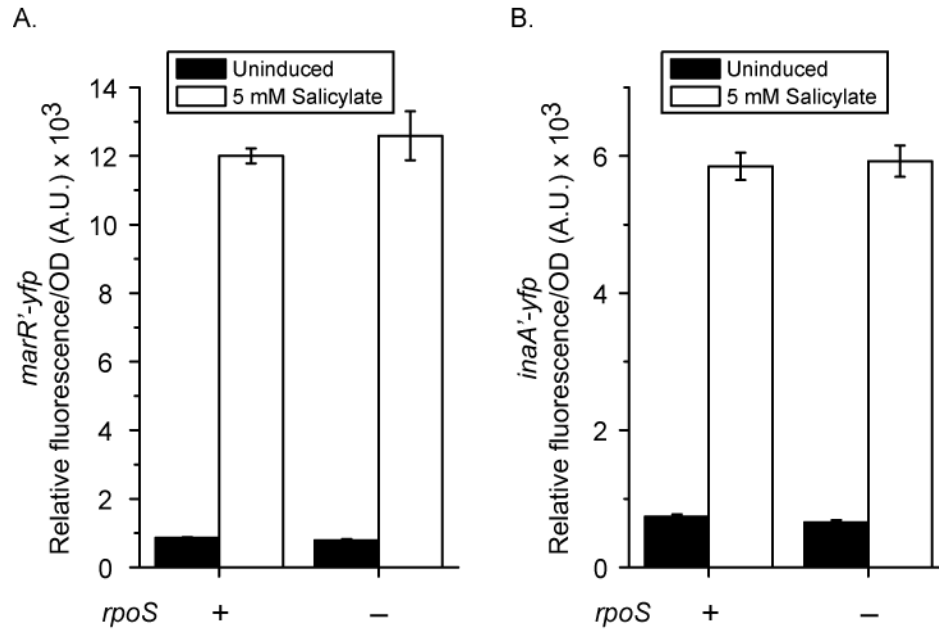 A.
Uninduced
5 mM Salicylate
marR’-yfp
Relative fluorescence/OD (A.U.) x 10³
14
12
10
8
6
4
2
0
rpoS + –
B.
Uninduced
5 mM Salicylate
inaA’-yfp
Relative fluorescence/OD (A.U.) x 10³
6
4
2
0
rpoS + –